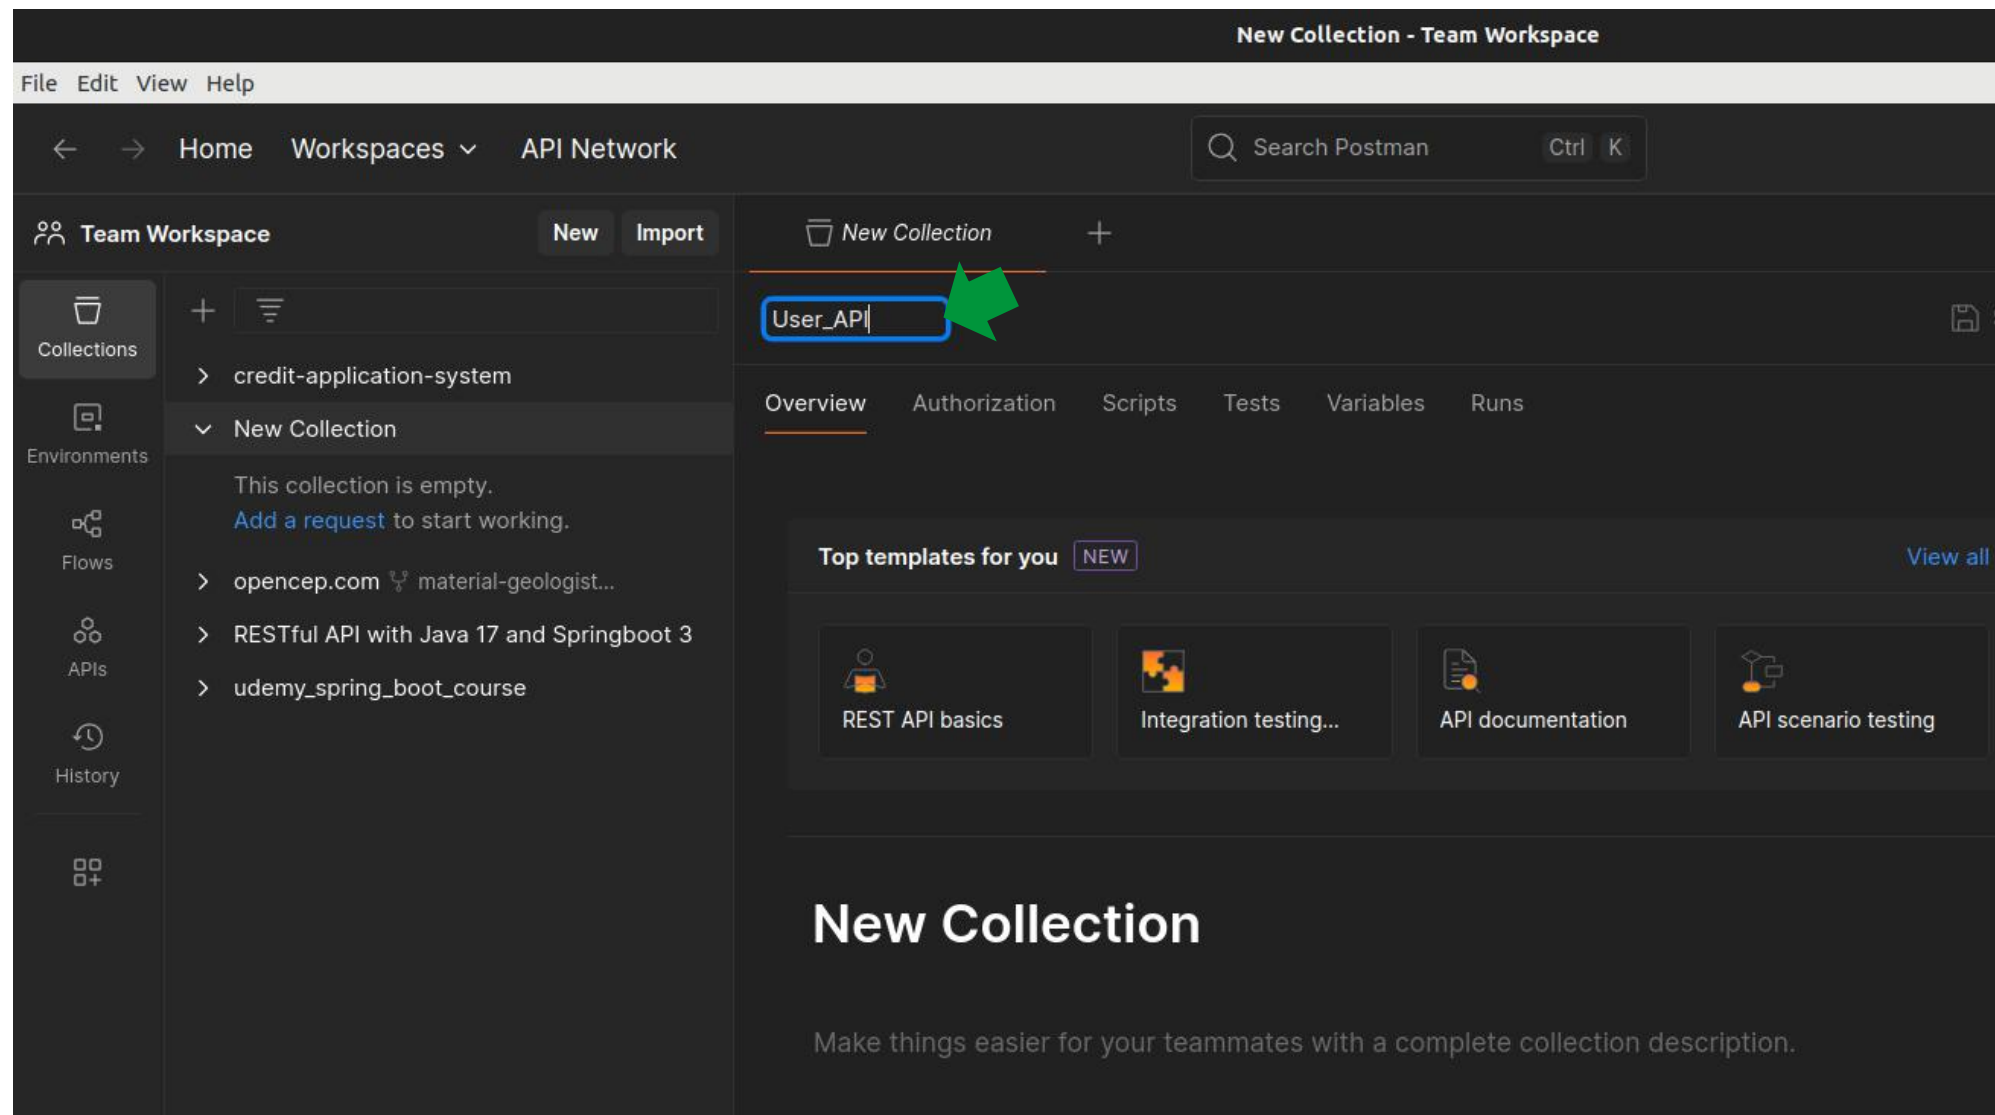 New Collection - Team Workspace
File Edit View Help
Home Workspaces API Network
Search Postman Ctrl K
Team Workspace New Import
New Collection
User_API
Collections
Environments
Flows
APIs
History
credit-application-system
New Collection
This collection is empty.
Add a request to start working.
opencep.com material-geologist...
RESTful API with Java 17 and Springboot 3
udemy_spring_boot_course
Overview Authorization Scripts Tests Variables Runs
Top templates for you NEW View all
REST API basics
Integration testing...
API documentation
API scenario testing
New Collection
Make things easier for your teammates with a complete collection description.